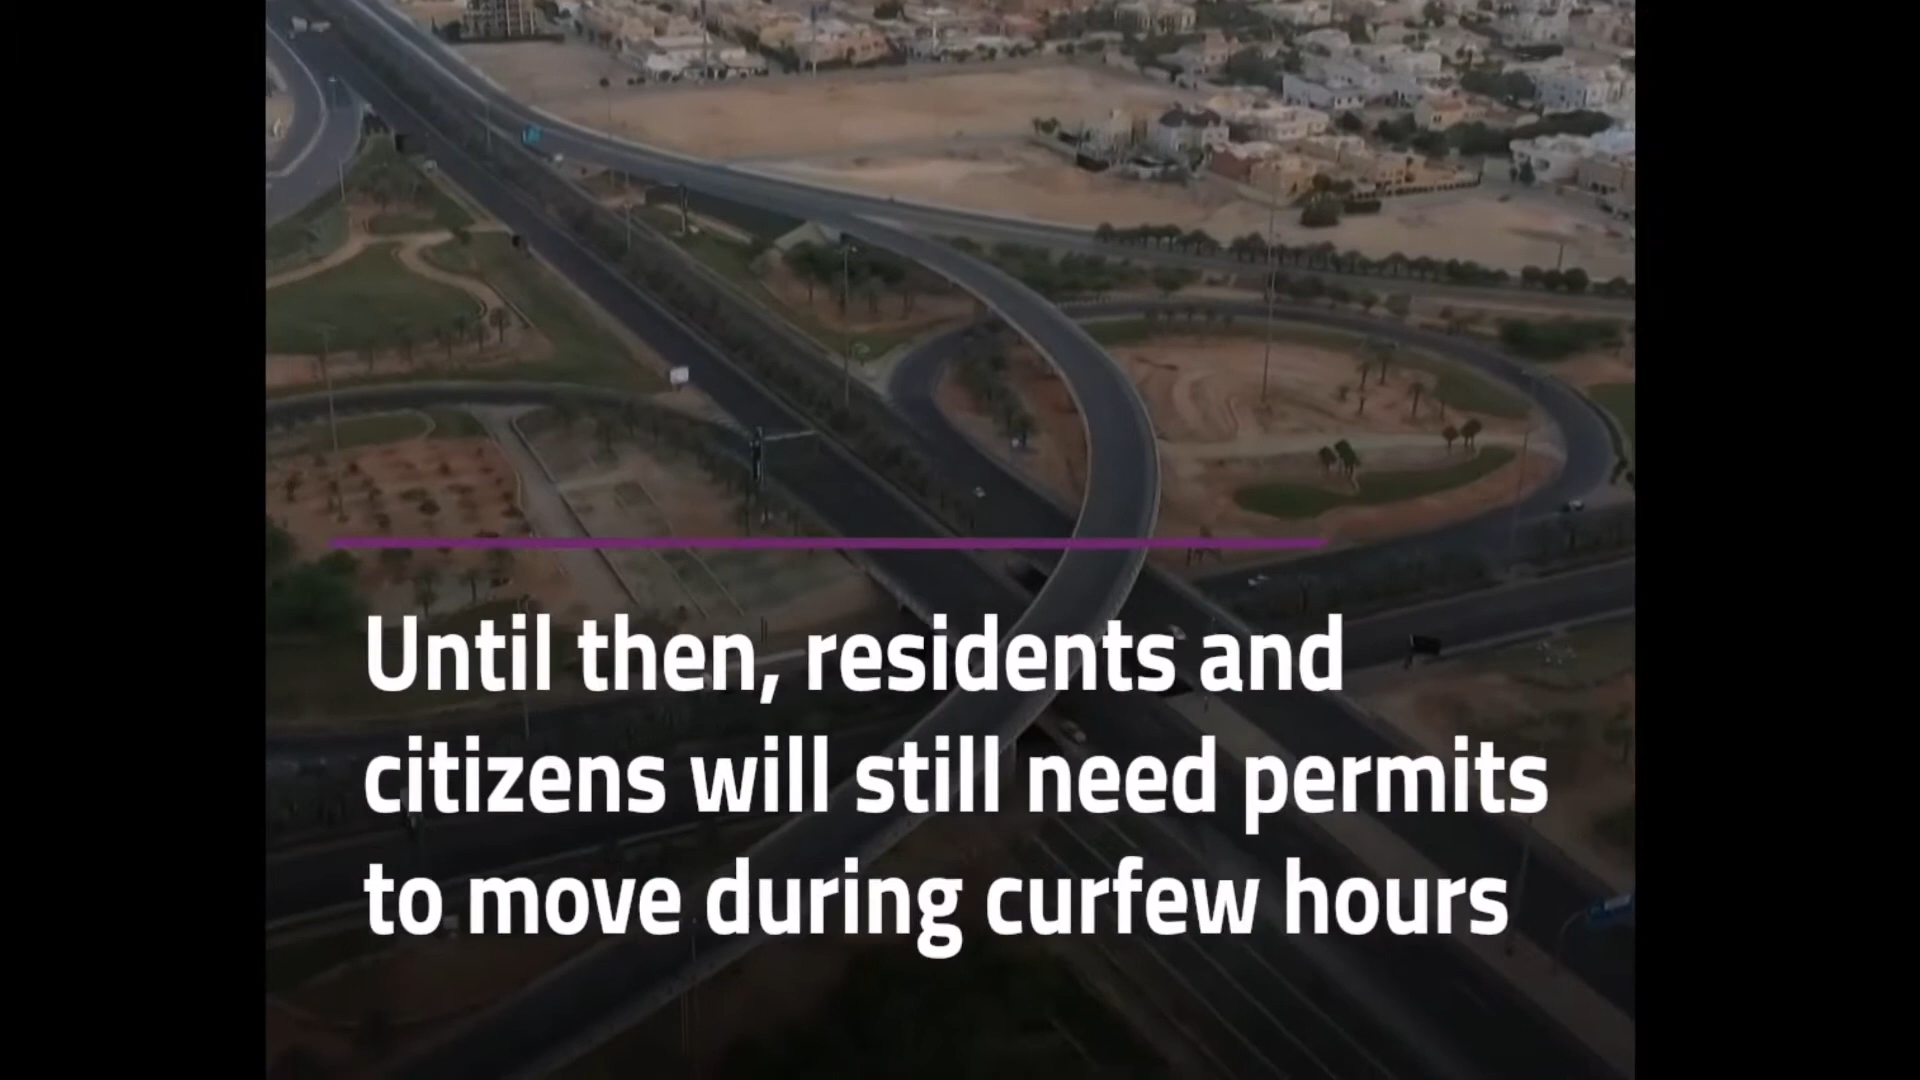 Until then, residents and
citizens will still need permits
to move during curfew hours